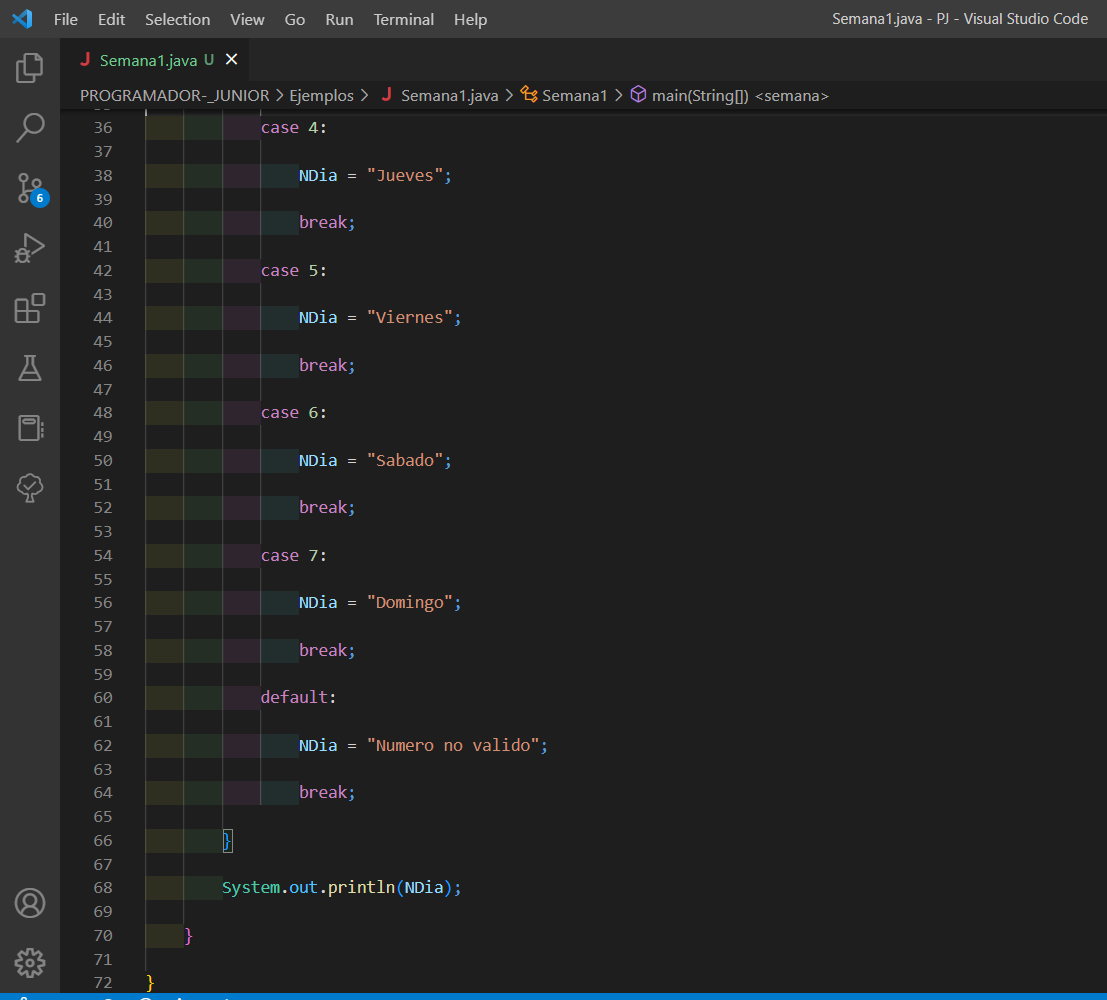 File Edit Selection View Go Run Terminal Help Semana1.java - PJ - Visual Studio Code
J Semana1.java U ×
PROGRAMADOR-_JUNIOR > Ejemplos > J Semana1.java > Semana1 > main(String[]) <semana>
36 case 4:
37
38 NDia = "Jueves";
39
40 break;
41
42 case 5:
43
44 NDia = "Viernes";
45
46 break;
47
48 case 6:
49
50 NDia = "Sabado";
51
52 break;
53
54 case 7:
55
56 NDia = "Domingo";
57
58 break;
59
60 default:
61
62 NDia = "Numero no valido";
63
64 break;
65
66 }
67
68 System.out.println(NDia);
69
70 }
71
72 }
6